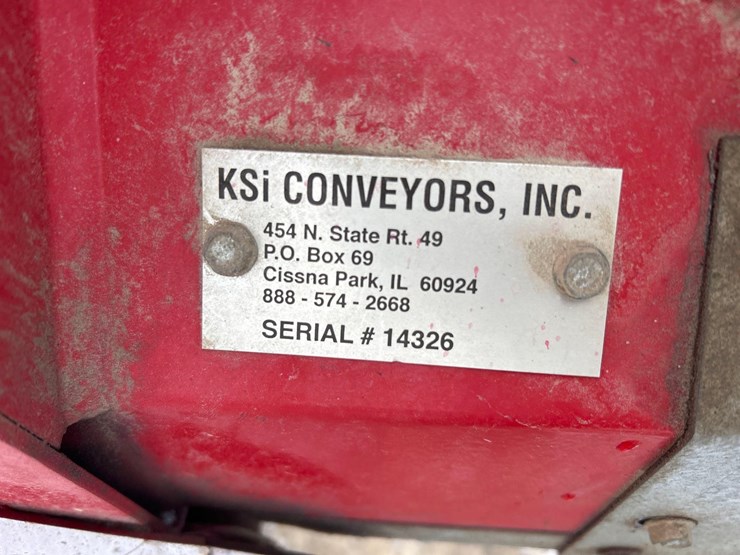 KSi CONVEYORS, INC.
454 N. State Rt. 49
P.O. Box 69
Cissna Park, IL 60924
888 - 574 - 2668
SERIAL # 14326